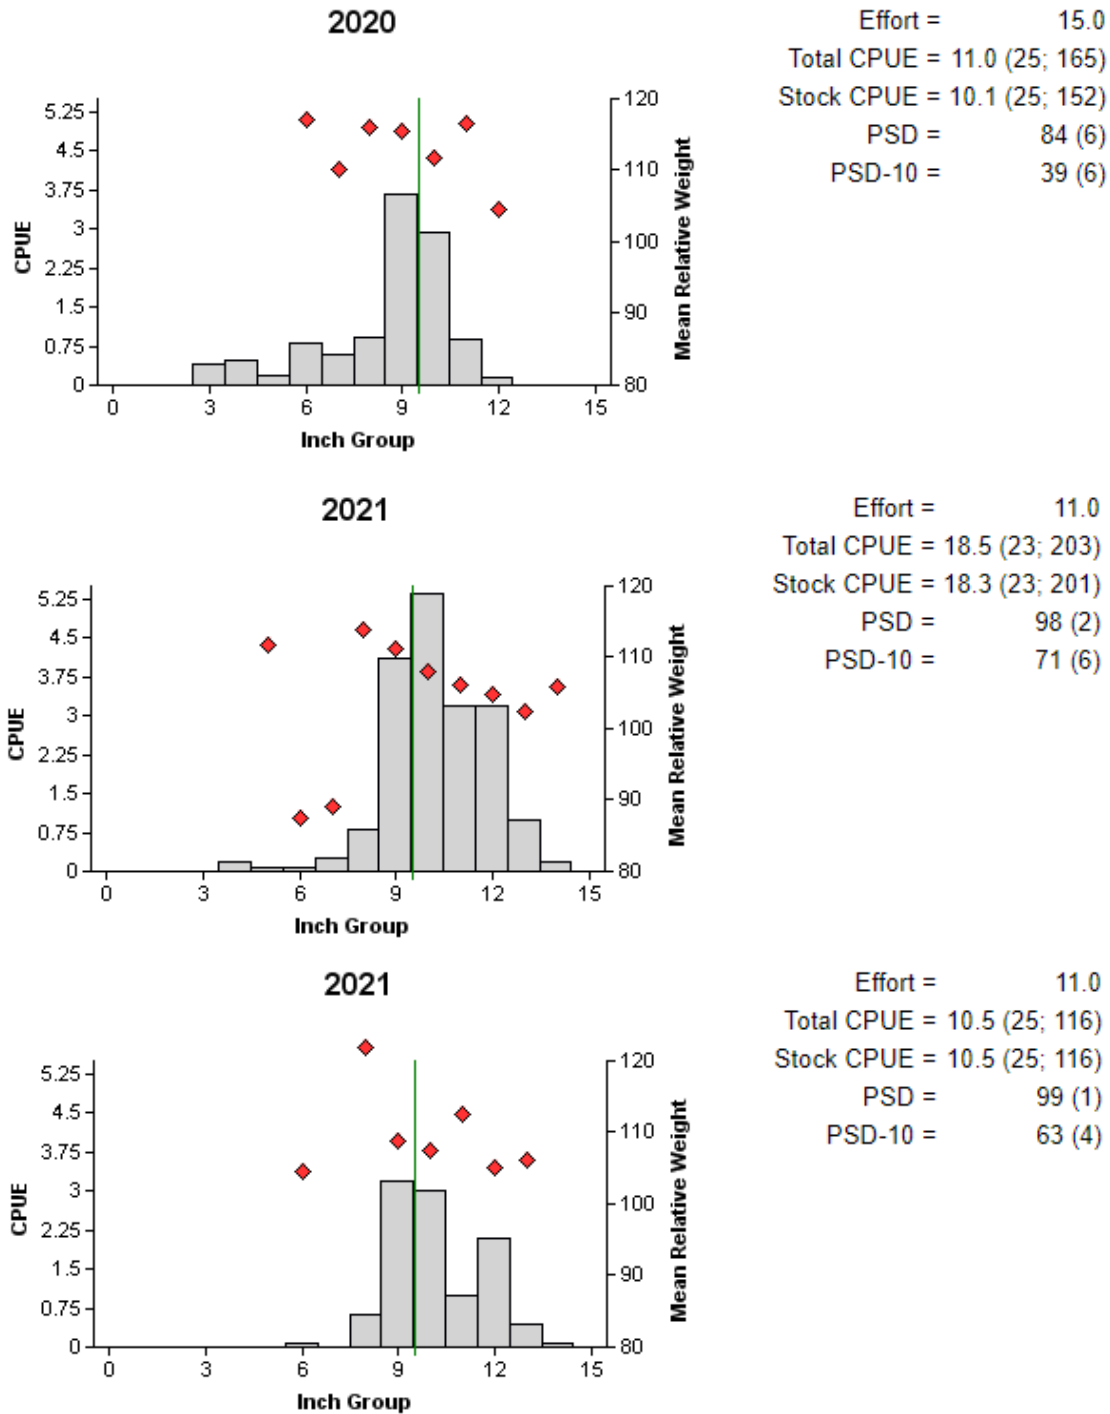 2020
Effort = 15.0
Total CPUE = 11.0 (25; 165)
Stock CPUE = 10.1 (25; 152)
PSD = 84 (6)
PSD-10 = 39 (6)
CPUE
5.25
4.5
3.75
3
2.25
1.5
0.75
0
120
110
100
90
80
Mean Relative Weight
0 3 6 9 12 15
Inch Group
2021
Effort = 11.0
Total CPUE = 18.5 (23; 203)
Stock CPUE = 18.3 (23; 201)
PSD = 98 (2)
PSD-10 = 71 (6)
CPUE
5.25
4.5
3.75
3
2.25
1.5
0.75
0
120
110
100
90
80
Mean Relative Weight
0 3 6 9 12 15
Inch Group
2021
Effort = 11.0
Total CPUE = 10.5 (25; 116)
Stock CPUE = 10.5 (25; 116)
PSD = 99 (1)
PSD-10 = 63 (4)
CPUE
5.25
4.5
3.75
3
2.25
1.5
0.75
0
120
110
100
90
80
Mean Relative Weight
0 3 6 9 12 15
Inch Group